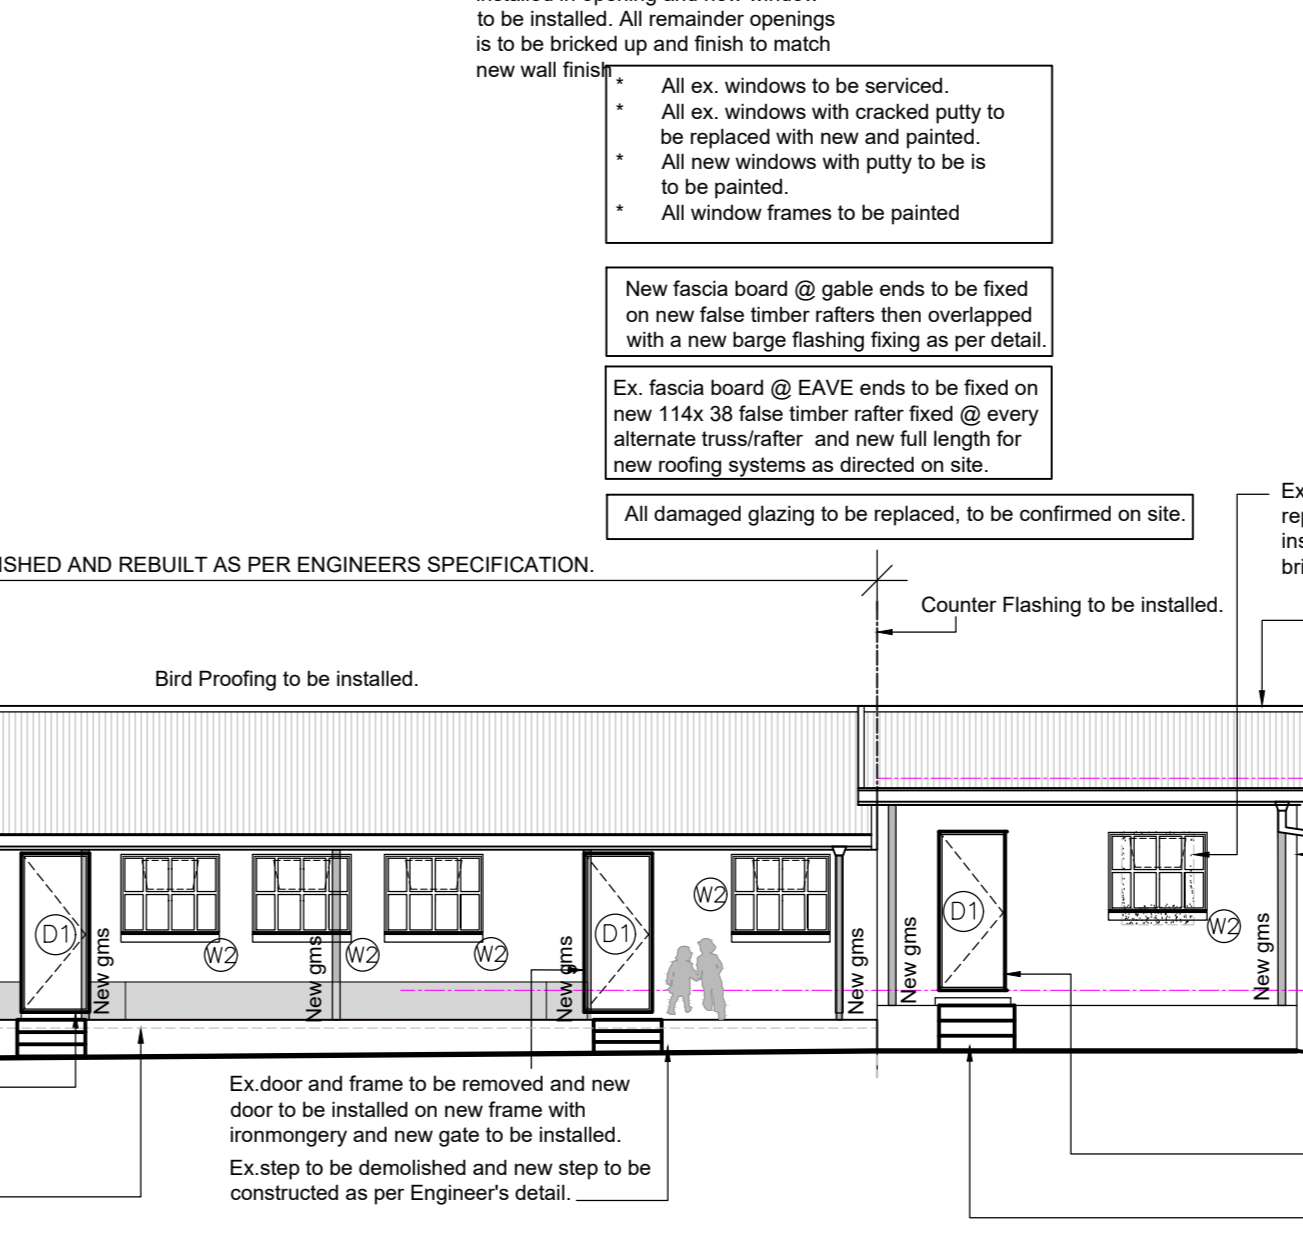 to be installed. All remainder openings
is to be bricked up and finish to match
new wall finish
* All ex. windows to be serviced.
* All ex. windows with cracked putty to
be replaced with new and painted.
* All new windows with putty to be is
to be painted.
* All window frames to be painted
New fascia board @ gable ends to be fixed
on new false timber rafters then overlapped
with a new barge flashing fixing as per detail.
Ex. fascia board @ EAVE ends to be fixed on
new 114x 38 false timber rafter fixed @ every
alternate truss/rafter and new full length for
new roofing systems as directed on site.
All damaged glazing to be replaced, to be confirmed on site.
Ex
rep
ins
bri
ISHED AND REBUILT AS PER ENGINEERS SPECIFICATION.
Counter Flashing to be installed.
Bird Proofing to be installed.
D1
W2
W2
W2
D1
W2
D1
W2
New gms
New gms
New gms
New gms
New gms
New gms
Ex.door and frame to be removed and new
door to be installed on new frame with
ironmongery and new gate to be installed.
Ex.step to be demolished and new step to be
constructed as per Engineer's detail.